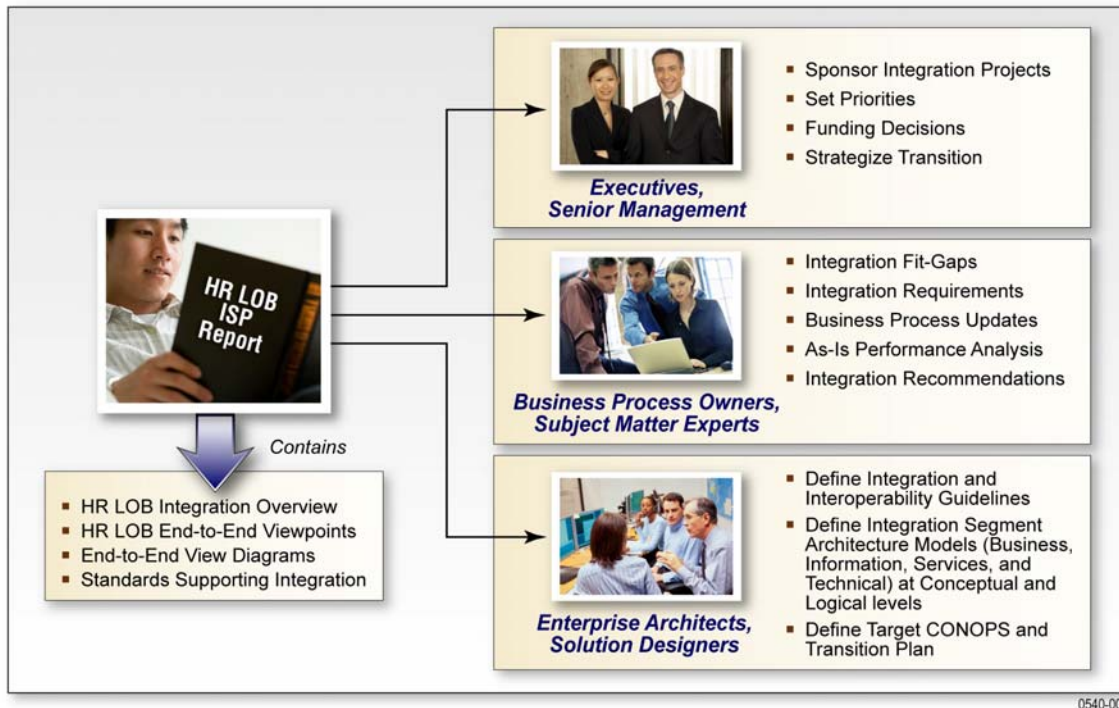 HR LOB
ISP
Report
Contains
▪ HR LOB Integration Overview
▪ HR LOB End-to-End Viewpoints
▪ End-to-End View Diagrams
▪ Standards Supporting Integration
Executives,
Senior Management
▪ Sponsor Integration Projects
▪ Set Priorities
▪ Funding Decisions
▪ Strategize Transition
Business Process Owners,
Subject Matter Experts
▪ Integration Fit-Gaps
▪ Integration Requirements
▪ Business Process Updates
▪ As-Is Performance Analysis
▪ Integration Recommendations
Enterprise Architects,
Solution Designers
▪ Define Integration and
Interoperability Guidelines
▪ Define Integration Segment
Architecture Models (Business,
Information, Services, and
Technical) at Conceptual and
Logical levels
▪ Define Target CONOPS and
Transition Plan